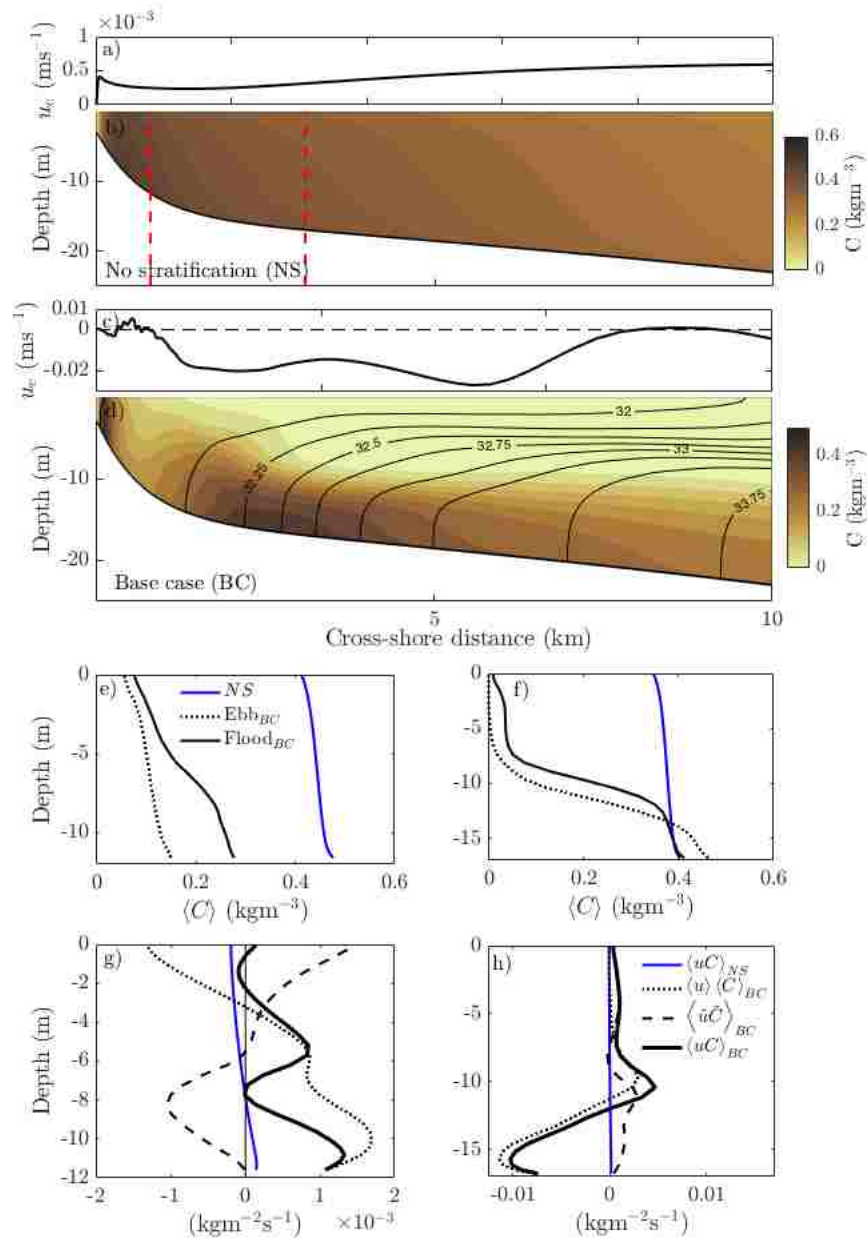 ×10⁻³
a)
1
0.5
0
u_e (ms⁻¹)
b)
0
-10
-20
Depth (m)
No stratification (NS)
0.6
0.4
0.2
0
C (kgm⁻³)
c)
0.01
0
-0.02
u_e (ms⁻¹)
d)
0
-10
-20
Depth (m)
32
32.25
32.5
32.75
33
33.75
Base case (BC)
0.4
0.2
0
C (kgm⁻³)
5
10
Cross-shore distance (km)
e)
0
-5
-10
Depth (m)
NS
Ebb_BC
Flood_BC
0
0.2
0.4
0.6
⟨C⟩ (kgm⁻³)
f)
0
-5
-10
-15
0
0.2
0.4
0.6
⟨C⟩ (kgm⁻³)
g)
0
-2
-4
-6
-8
-10
-12
Depth (m)
-2
-1
0
1
2
(kgm⁻²s⁻¹)
×10⁻³
h)
0
-5
-10
-15
⟨uC⟩_NS
⟨u⟩ ⟨C⟩_BC
⟨ũC̃⟩_BC
⟨uC⟩_BC
-0.01
0
0.01
(kgm⁻²s⁻¹)